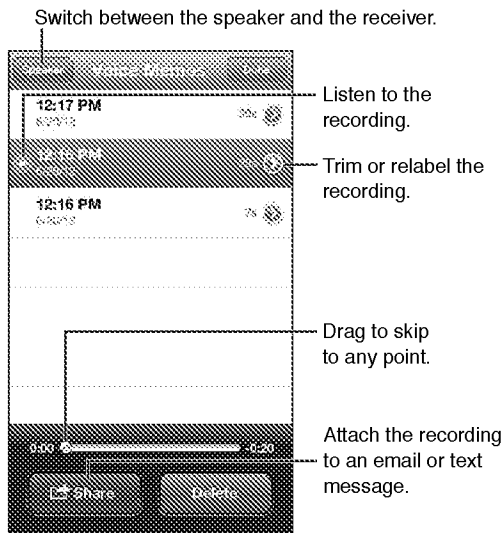 Switch between the speaker and the receiver.
Voice Memos
12:17 PM
Listen to the
recording.
Trim or relabel the
recording.
12:16 PM
7s
Drag to skip
to any point.
0:00
-0:20
Attach the recording
to an email or text
message.
Share
Delete